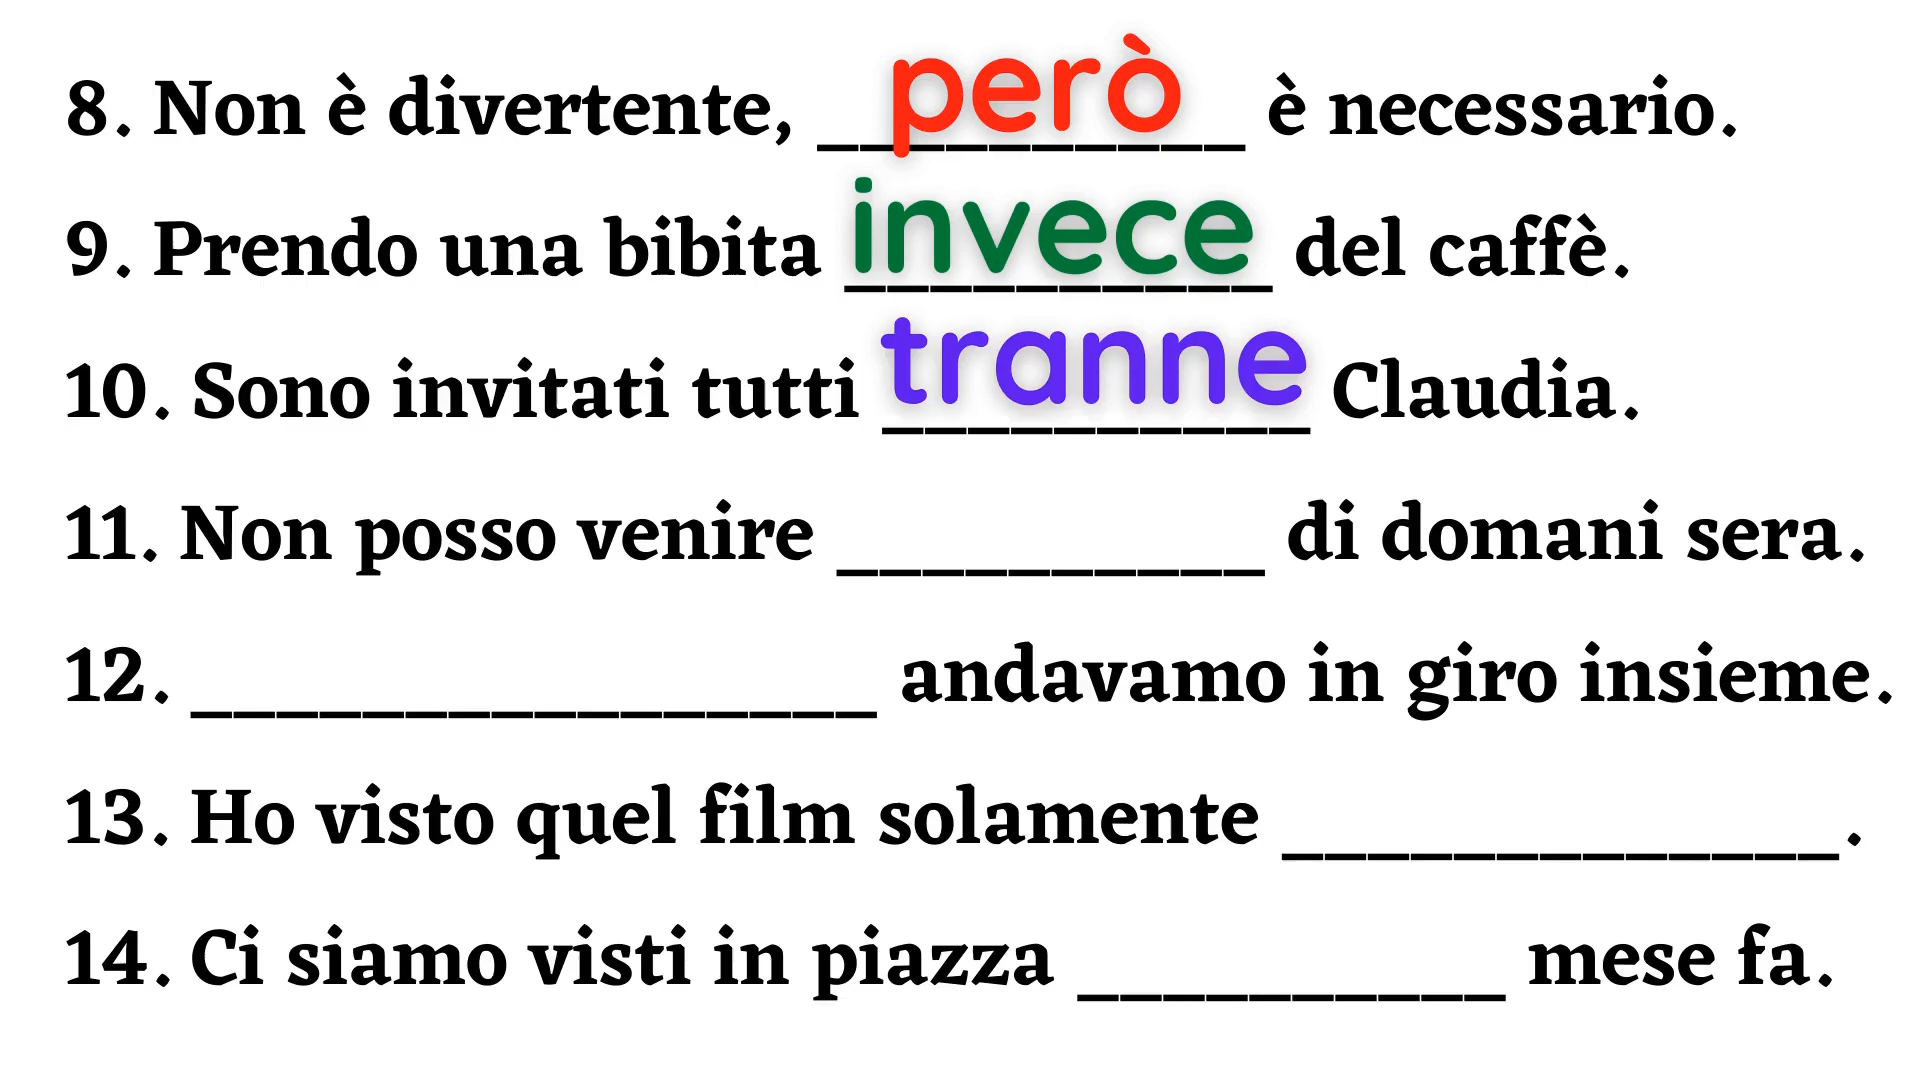 8. Non è divertente, però è necessario.
9. Prendo una bibita invece del caffè.
10. Sono invitati tutti tranne Claudia.
11. Non posso venire __________ di domani sera.
12. ________________ andavamo in giro insieme.
13. Ho visto quel film solamente _____________.
14. Ci siamo visti in piazza __________ mese fa.